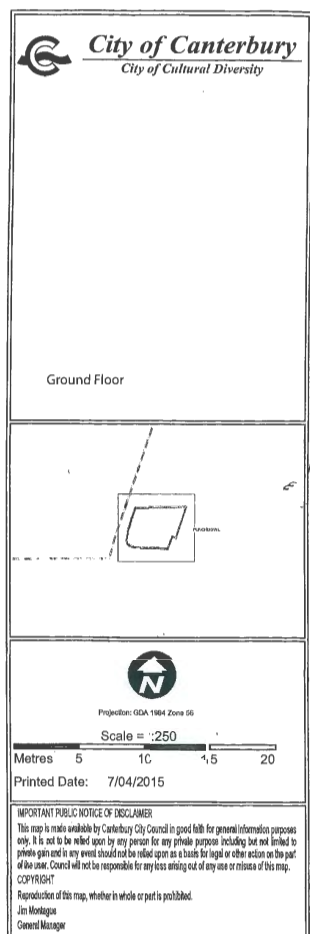 City of Canterbury
City of Cultural Diversity
Ground Floor
N
Projection: GDA 1984 Zone 56
Scale = :250
Metres 5 10 15 20
Printed Date: 7/04/2015
IMPORTANT PUBLIC NOTICE OF DISCLAIMER
This map is made available by Canterbury City Council in good faith for general information purposes
only. It is not to be relied upon by any person for any private purpose including but not limited to
private gain and in any event should not be relied upon as a basis for legal or other action on the part
of the user. Council will not be responsible for any loss arising out of any use or misuse of this map.
COPYRIGHT
Reproduction of this map, whether in whole or part is prohibited.
Jim Montague
General Manager